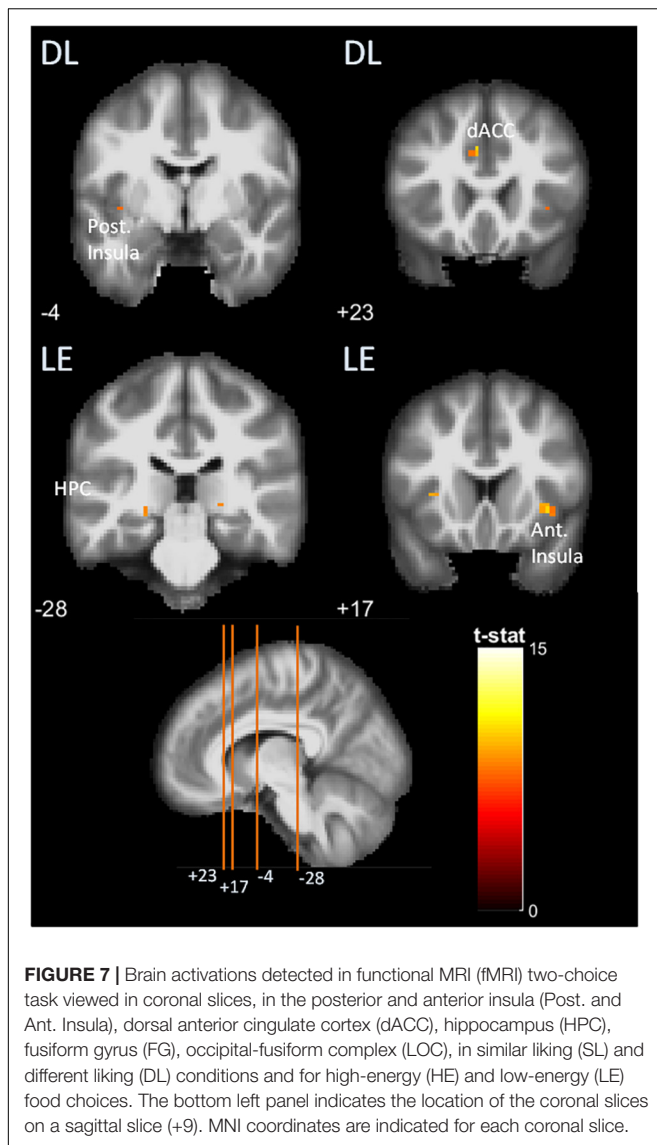 DL
DL
dACC
Post.
Insula
-4
+23
LE
LE
HPC
Ant.
Insula
-28
+17
t-stat
15
0
+23
+17
-4
-28
FIGURE 7 | Brain activations detected in functional MRI (fMRI) two-choice
task viewed in coronal slices, in the posterior and anterior insula (Post. and
Ant. Insula), dorsal anterior cingulate cortex (dACC), hippocampus (HPC),
fusiform gyrus (FG), occipital-fusiform complex (LOC), in similar liking (SL) and
different liking (DL) conditions and for high-energy (HE) and low-energy (LE)
food choices. The bottom left panel indicates the location of the coronal slices
on a sagittal slice (+9). MNI coordinates are indicated for each coronal slice.